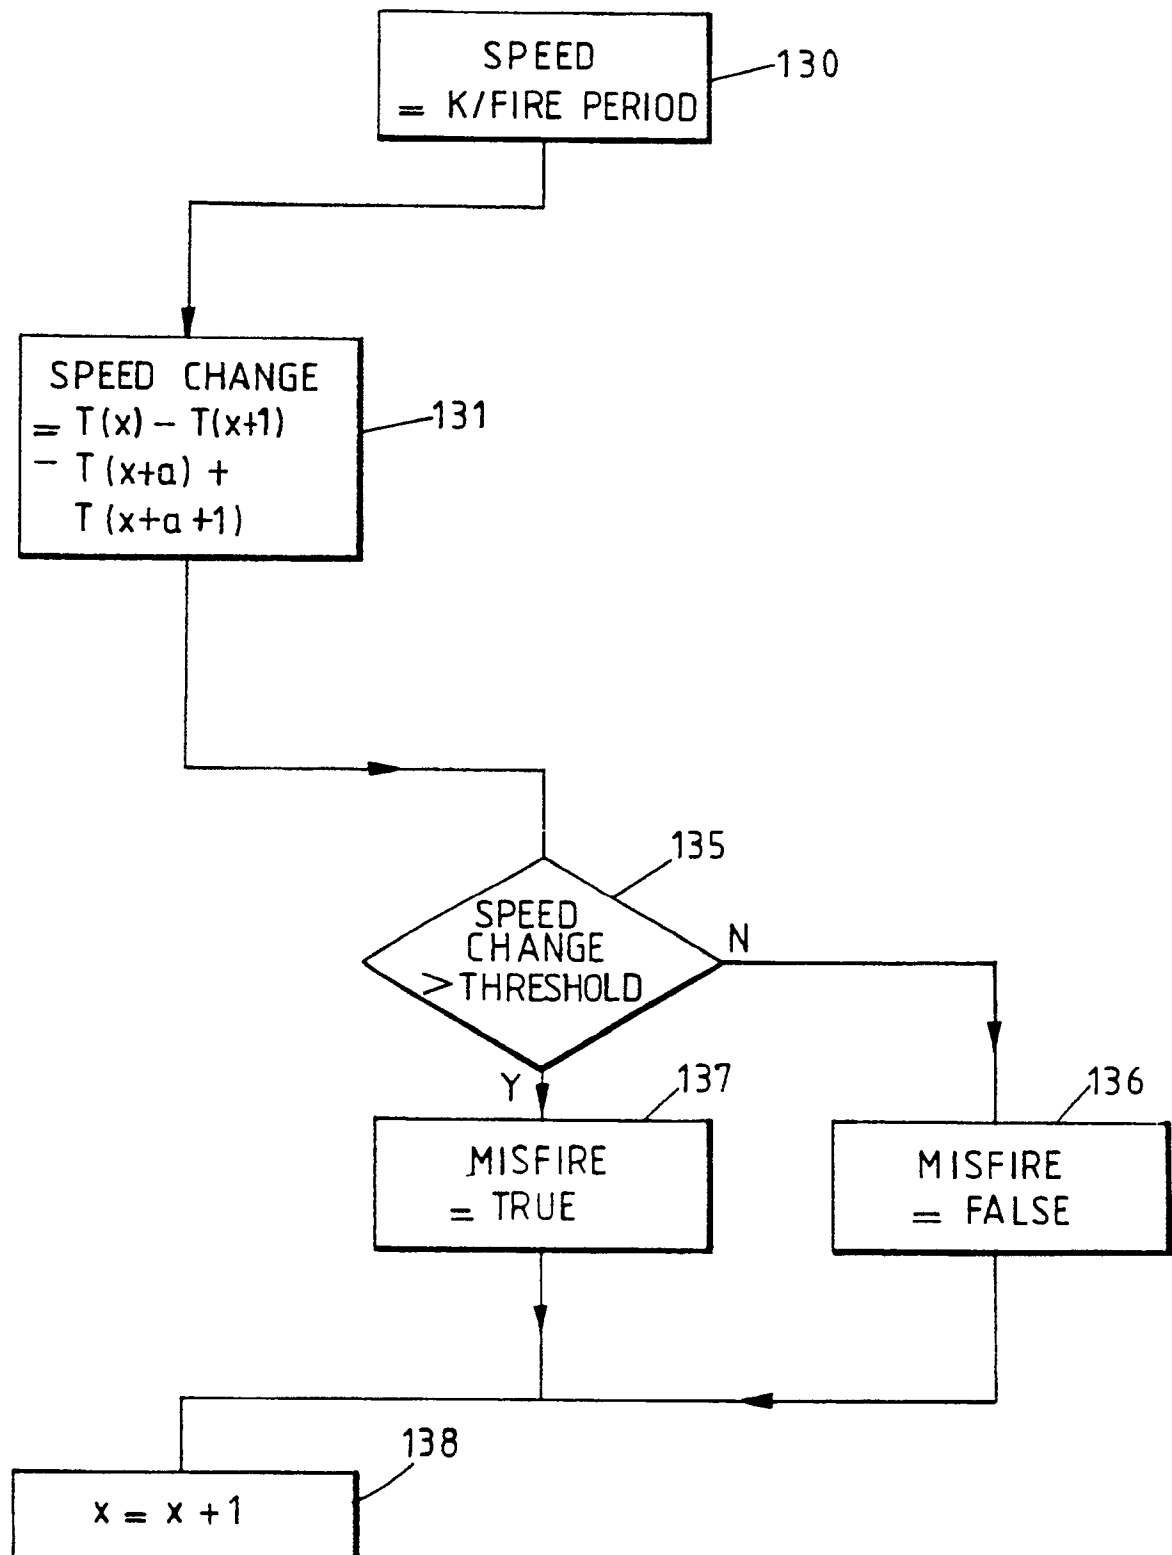 SPEED
= K/FIRE PERIOD
130
SPEED CHANGE
= T(x) - T(x+1)
- T(x+a) +
T(x+a+1)
131
135
SPEED
CHANGE
> THRESHOLD
N
Y
137
136
MISFIRE
= TRUE
MISFIRE
= FALSE
138
x = x + 1